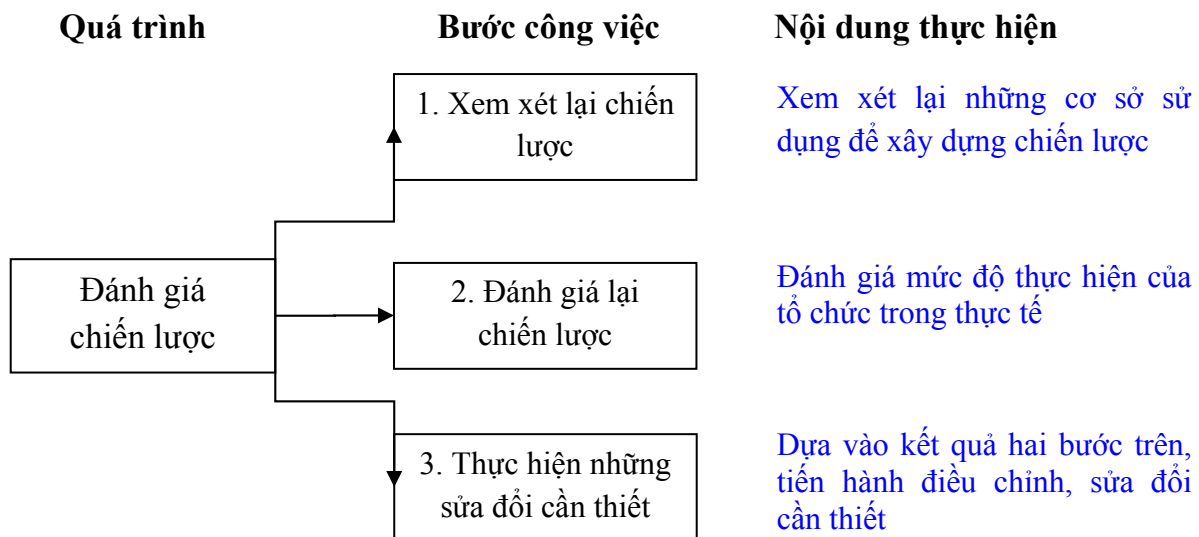 Quá trình
Bước công việc
Nội dung thực hiện
1. Xem xét lại chiến
lược
Xem xét lại những cơ sở sử
dụng để xây dựng chiến lược
Đánh giá
chiến lược
2. Đánh giá lại
chiến lược
Đánh giá mức độ thực hiện của
tổ chức trong thực tế
3. Thực hiện những
sửa đổi cần thiết
Dựa vào kết quả hai bước trên,
tiến hành điều chỉnh, sửa đổi
cần thiết